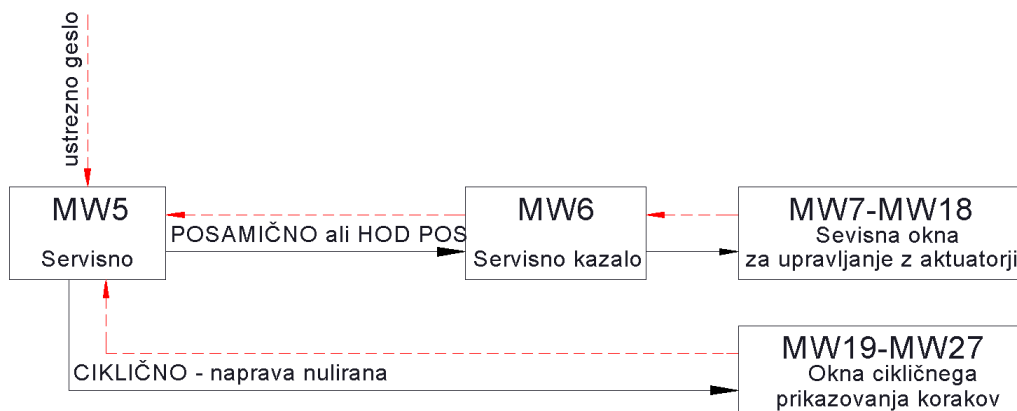 ustrezno geslo
MW5
Servisno
POSAMIČNO ali HOD POS
MW6
Servisno kazalo
MW7-MW18
Sevisna okna
za upravljanje z aktuatorji
CIKLIČNO - naprava nulirana
MW19-MW27
Okna cikličnega
prikazovanja korakov